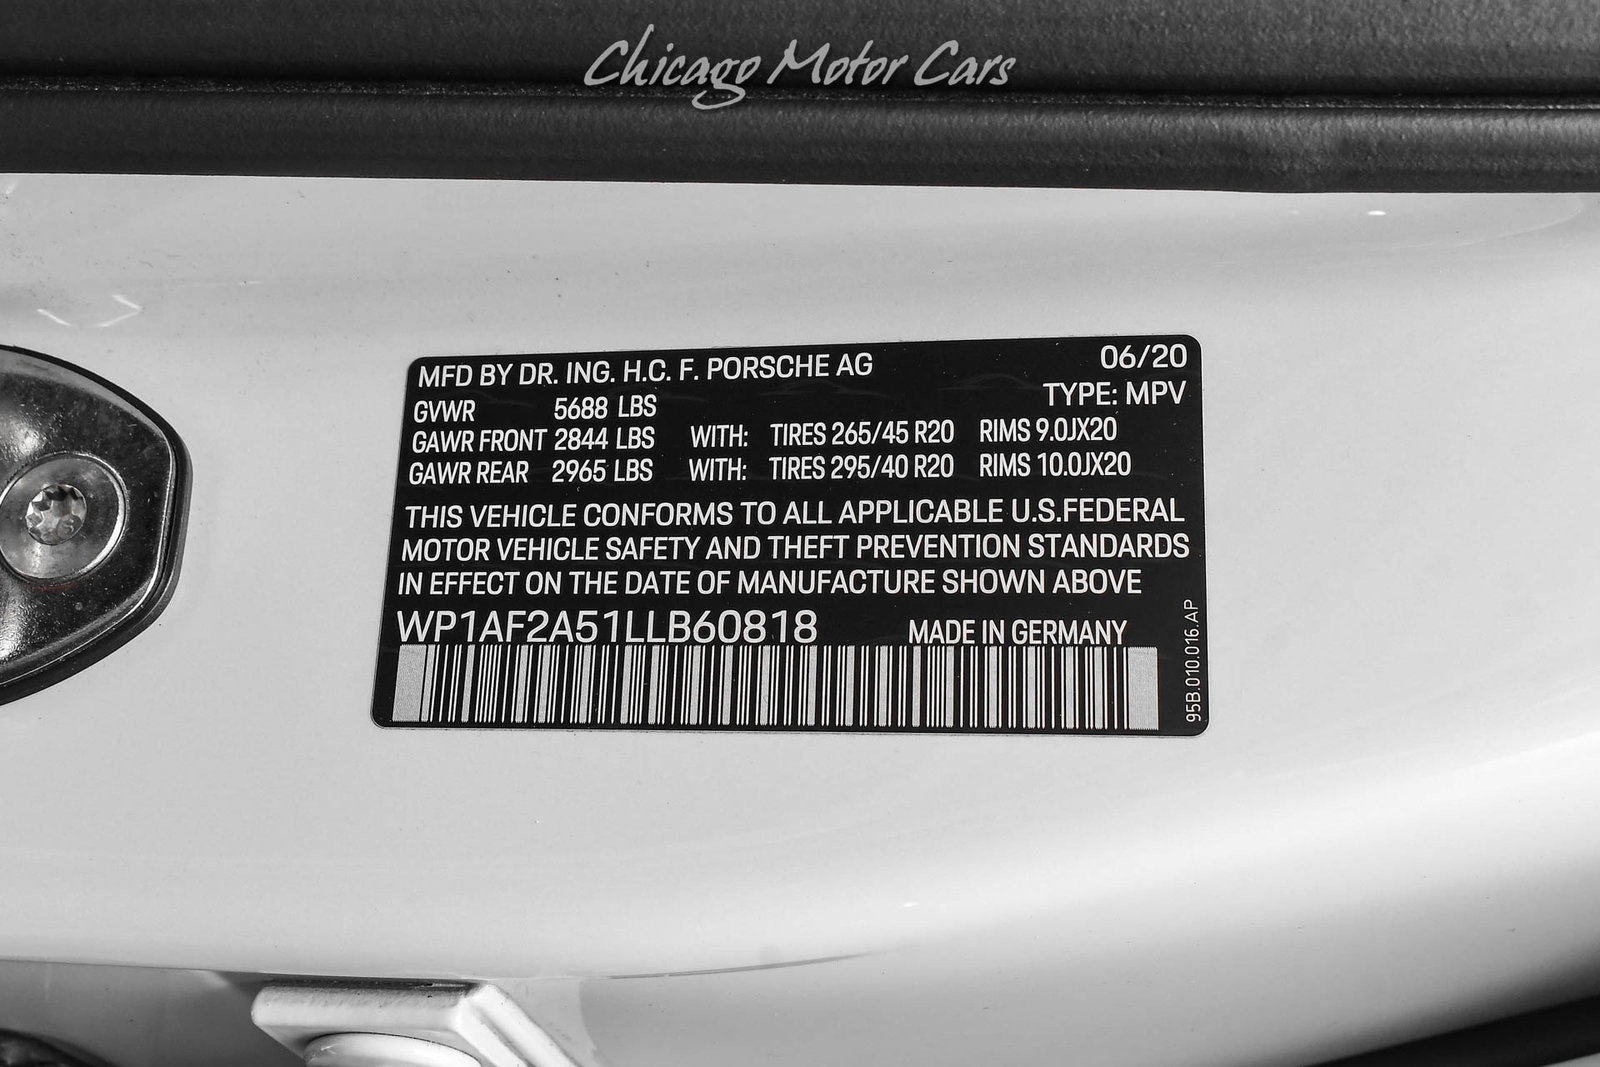 Chicago Motor Cars
MFD BY DR. ING. H.C. F. PORSCHE AG 06/20
TYPE: MPV
GVWR 5688 LBS
GAWR FRONT 2844 LBS WITH: TIRES 265/45 R20 RIMS 9.0JX20
GAWR REAR 2965 LBS WITH: TIRES 295/40 R20 RIMS 10.0JX20
THIS VEHICLE CONFORMS TO ALL APPLICABLE U.S.FEDERAL
MOTOR VEHICLE SAFETY AND THEFT PREVENTION STANDARDS
IN EFFECT ON THE DATE OF MANUFACTURE SHOWN ABOVE
WP1AF2A51LLB60818 MADE IN GERMANY
95B.010.016.AP